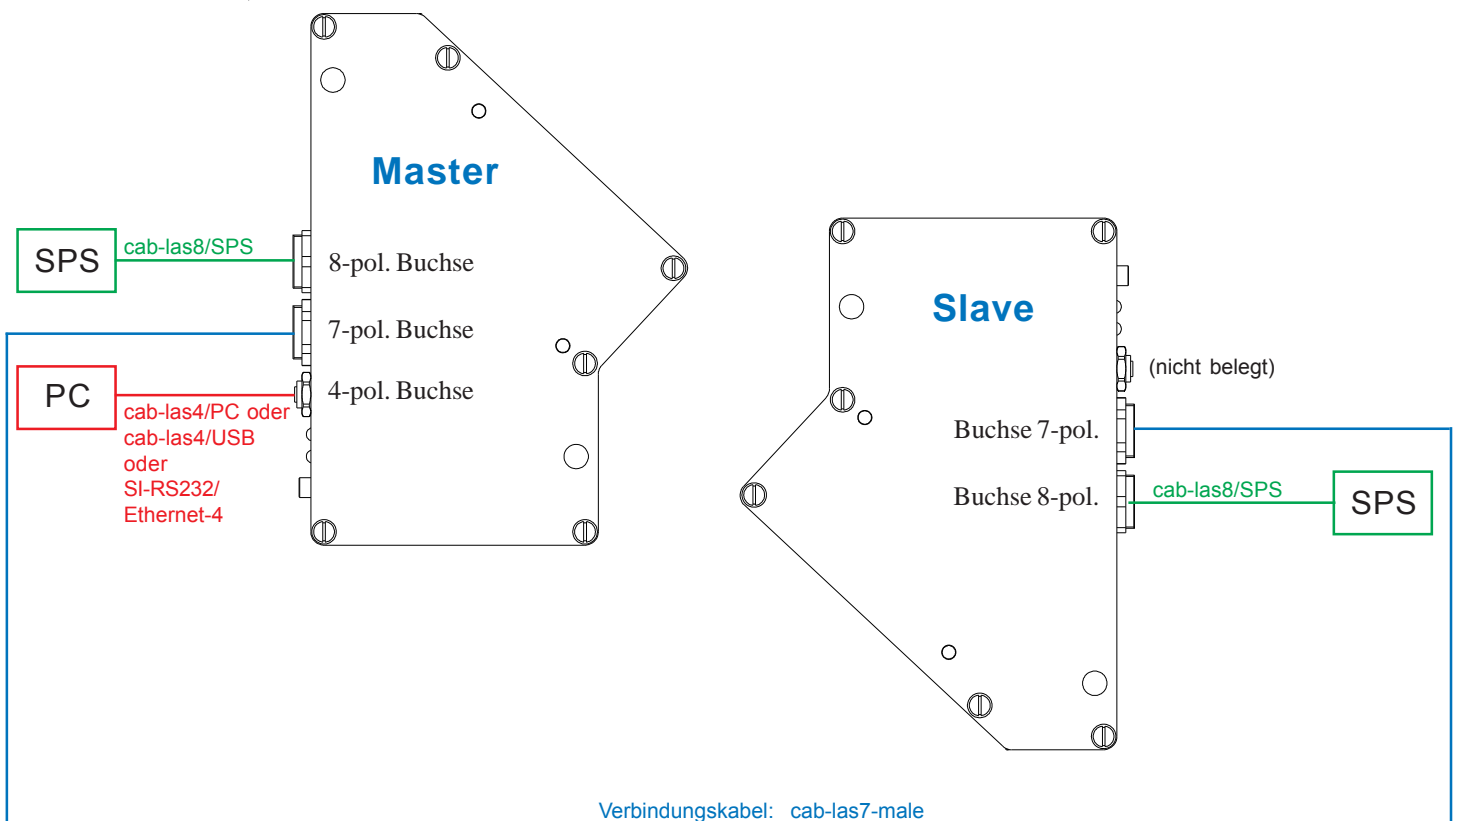 Master
SPS
cab-las8/SPS
8-pol. Buchse
7-pol. Buchse
PC
4-pol. Buchse
cab-las4/PC oder
cab-las4/USB
oder
SI-RS232/
Ethernet-4
Slave
(nicht belegt)
Buchse 7-pol.
Buchse 8-pol.
cab-las8/SPS
SPS
Verbindungskabel: cab-las7-male